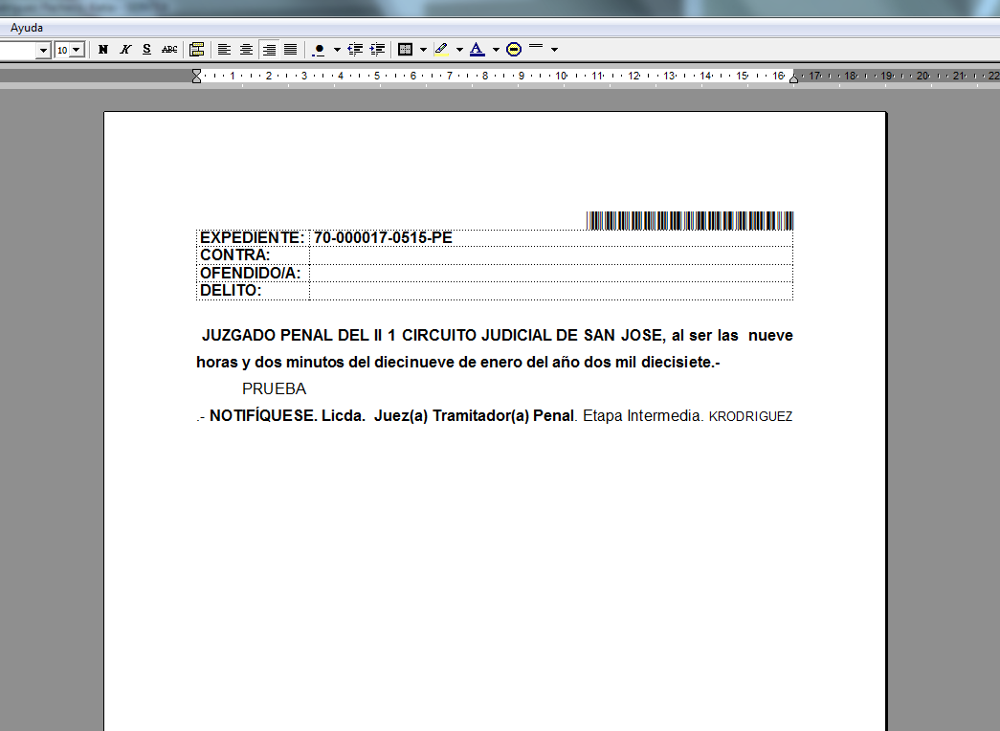 Ayuda
10 N K S ABC A
1 2 3 4 5 6 7 8 9 10 11 12 13 14 15 16 17 18 19 20 21 22
EXPEDIENTE: 70-000017-0515-PE
CONTRA:
OFENDIDO/A:
DELITO:
JUZGADO PENAL DEL II 1 CIRCUITO JUDICIAL DE SAN JOSE, al ser las nueve
horas y dos minutos del diecinueve de enero del año dos mil diecisiete.-
PRUEBA
.- NOTIFÍQUESE. Licda. Juez(a) Tramitador(a) Penal. Etapa Intermedia. KRODRIGUEZ